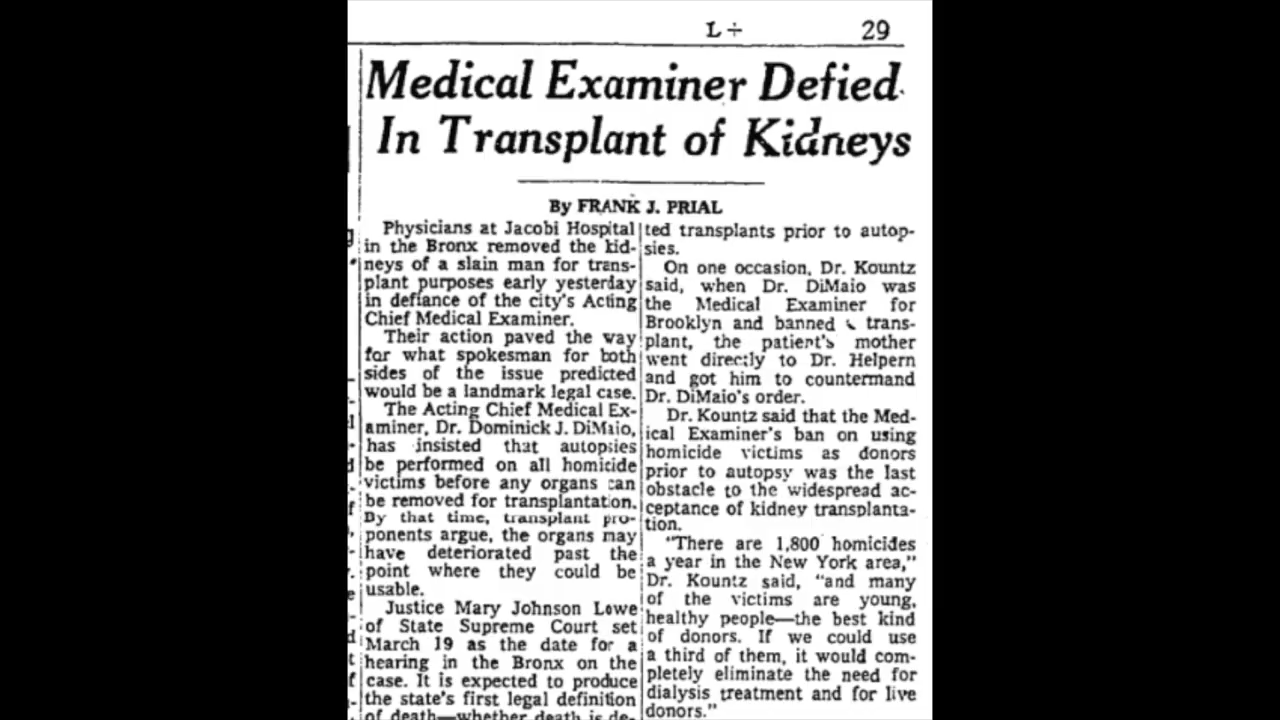 L+ 29
Medical Examiner Defied
In Transplant of Kidneys
By FRANK J. PRIAL
Physicians at Jacobi Hospital
in the Bronx removed the kid-
neys of a slain man for trans-
plant purposes early yesterday
in defiance of the city's Acting
Chief Medical Examiner.
Their action paved the way
for what spokesman for both
sides of the issue predicted
would be a landmark legal case.
The Acting Chief Medical Ex-
aminer, Dr. Dominick J. DiMaio,
has insisted that autopsies
be performed on all homicide
victims before any organs can
be removed for transplantation.
By that time, transplant pro-
ponents argue, the organs may
have deteriorated past the
point where they could be
usable.
Justice Mary Johnson Lowe
of State Supreme Court set
March 19 as the date for a
hearing in the Bronx on the
case. It is expected to produce
the state's first legal definition
of death—whether death is de-
ted transplants prior to autop-
sies.
On one occasion, Dr. Kountz
said, when Dr. DiMaio was
the Medical Examiner for
Brooklyn and banned a trans-
plant, the patient's mother
went directly to Dr. Helpern
and got him to countermand
Dr. DiMaio's order.
Dr. Kountz said that the Med-
ical Examiner's ban on using
homicide victims as donors
prior to autopsy was the last
obstacle to the widespread ac-
ceptance of kidney transplanta-
tion.
"There are 1,800 homicides
a year in the New York area,"
Dr. Kountz said, "and many
of the victims are young,
healthy people—the best kind
of donors. If we could use
a third of them, it would com-
pletely eliminate the need for
dialysis treatment and for live
donors."